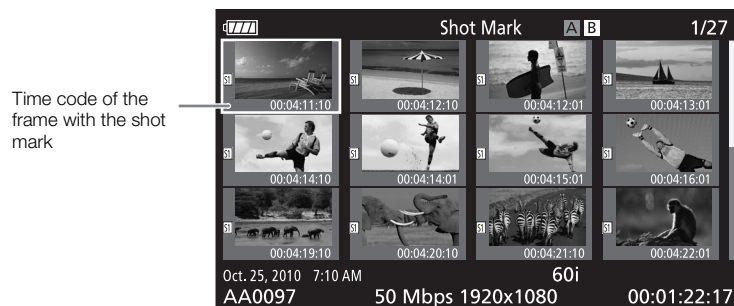 Shot Mark A B 1/27
Time code of the
frame with the shot
mark
S1 00:04:11:10 S1 00:04:12:10 S1 00:04:12:01 S1 00:04:13:01
S1 00:04:14:10 S1 00:04:14:01 S1 00:04:15:01 S1 00:04:16:01
S1 00:04:19:10 S1 00:04:20:10 S1 00:04:21:10 S1 00:04:22:01
Oct. 25, 2010 7:10 AM 60i
AA0097 50 Mbps 1920x1080 00:01:22:17